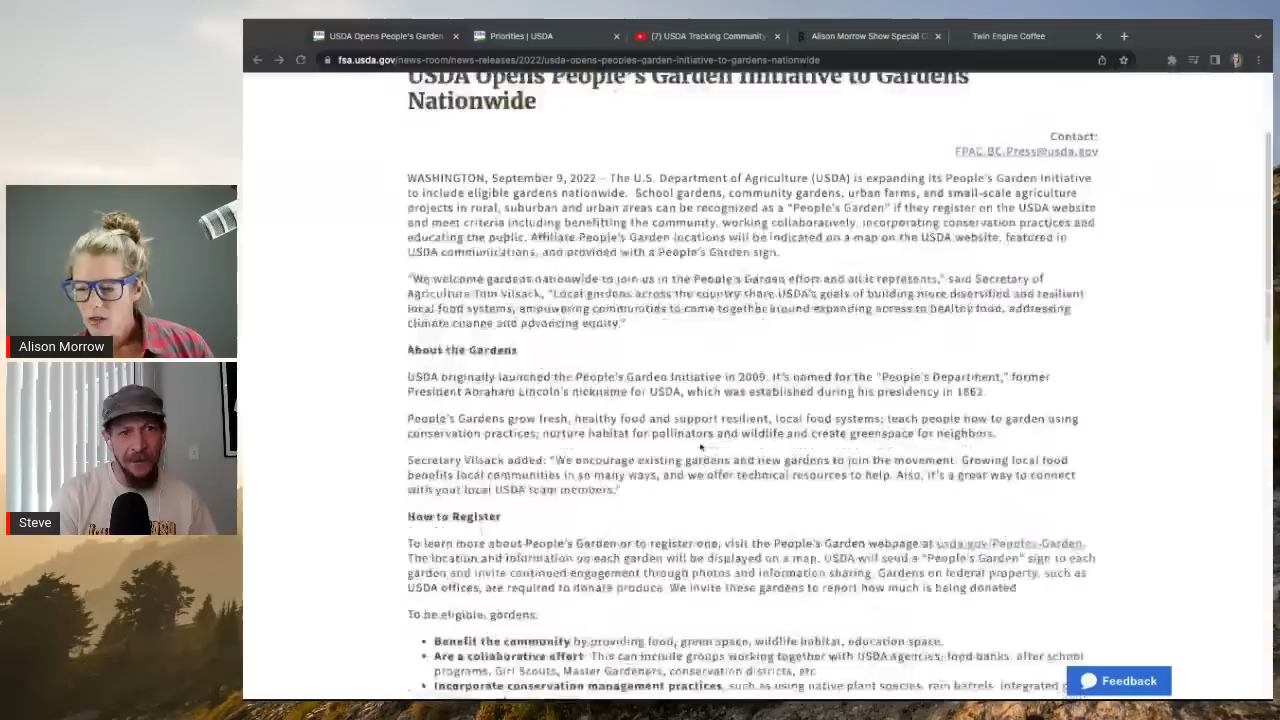 USDA Opens People's Garden
Priorities | USDA
(7) USDA Tracking Community
Alison Morrow Show Special C
Twin Engine Coffee
fsa.usda.gov/news-room/news-releases/2022/usda-opens-peoples-garden-initiative-to-gardens-nationwide
USDA Opens People's Garden Initiative to Gardens
Nationwide
Contact:
FPAC.BC.Press@usda.gov
WASHINGTON, September 9, 2022 – The U.S. Department of Agriculture (USDA) is expanding its People's Garden Initiative
to include eligible gardens nationwide. School gardens, community gardens, urban farms, and small-scale agriculture
projects in rural, suburban and urban areas can be recognized as a "People's Garden" if they register on the USDA website
and meet criteria including benefitting the community, working collaboratively, incorporating conservation practices and
educating the public. Affiliate People's Garden locations will be indicated on a map on the USDA website, featured in
USDA communications, and provided with a People's Garden sign.
"We welcome gardens nationwide to join us in the People's Garden effort and all it represents," said Secretary of
Agriculture Tom Vilsack. "Local gardens across the country share USDA's goals of building more diversified and resilient
local food systems, empowering communities to come together around expanding access to healthy food, addressing
climate change and advancing equity."
About the Gardens
USDA originally launched the People's Garden Initiative in 2009. It's named for the "People's Department," former
President Abraham Lincoln's nickname for USDA, which was established during his presidency in 1862.
People's Gardens grow fresh, healthy food and support resilient, local food systems; teach people how to garden using
conservation practices; nurture habitat for pollinators and wildlife and create greenspace for neighbors.
Secretary Vilsack added: "We encourage existing gardens and new gardens to join the movement. Growing local food
benefits local communities in so many ways, and we offer technical resources to help. Also, it's a great way to connect
with your local USDA team members."
How to Register
To learn more about People's Garden or to register one, visit the People's Garden webpage at usda.gov/Peoples-Garden.
The location and information on each garden will be displayed on a map. USDA will send a "People's Garden" sign to each
garden and invite continued engagement through photos and information sharing. Gardens on federal property, such as
USDA offices, are required to donate produce. We invite these gardens to report how much is being donated
To be eligible, gardens:
• Benefit the community by providing food, green space, wildlife habitat, education space.
• Are a collaborative effort. This can include groups working together with USDA agencies, food banks, after school
programs, Girl Scouts, Master Gardeners, conservation districts, etc.
• Incorporate conservation management practices, such as using native plant species, rain barrels, integrated
Feedback
Alison Morrow
Steve